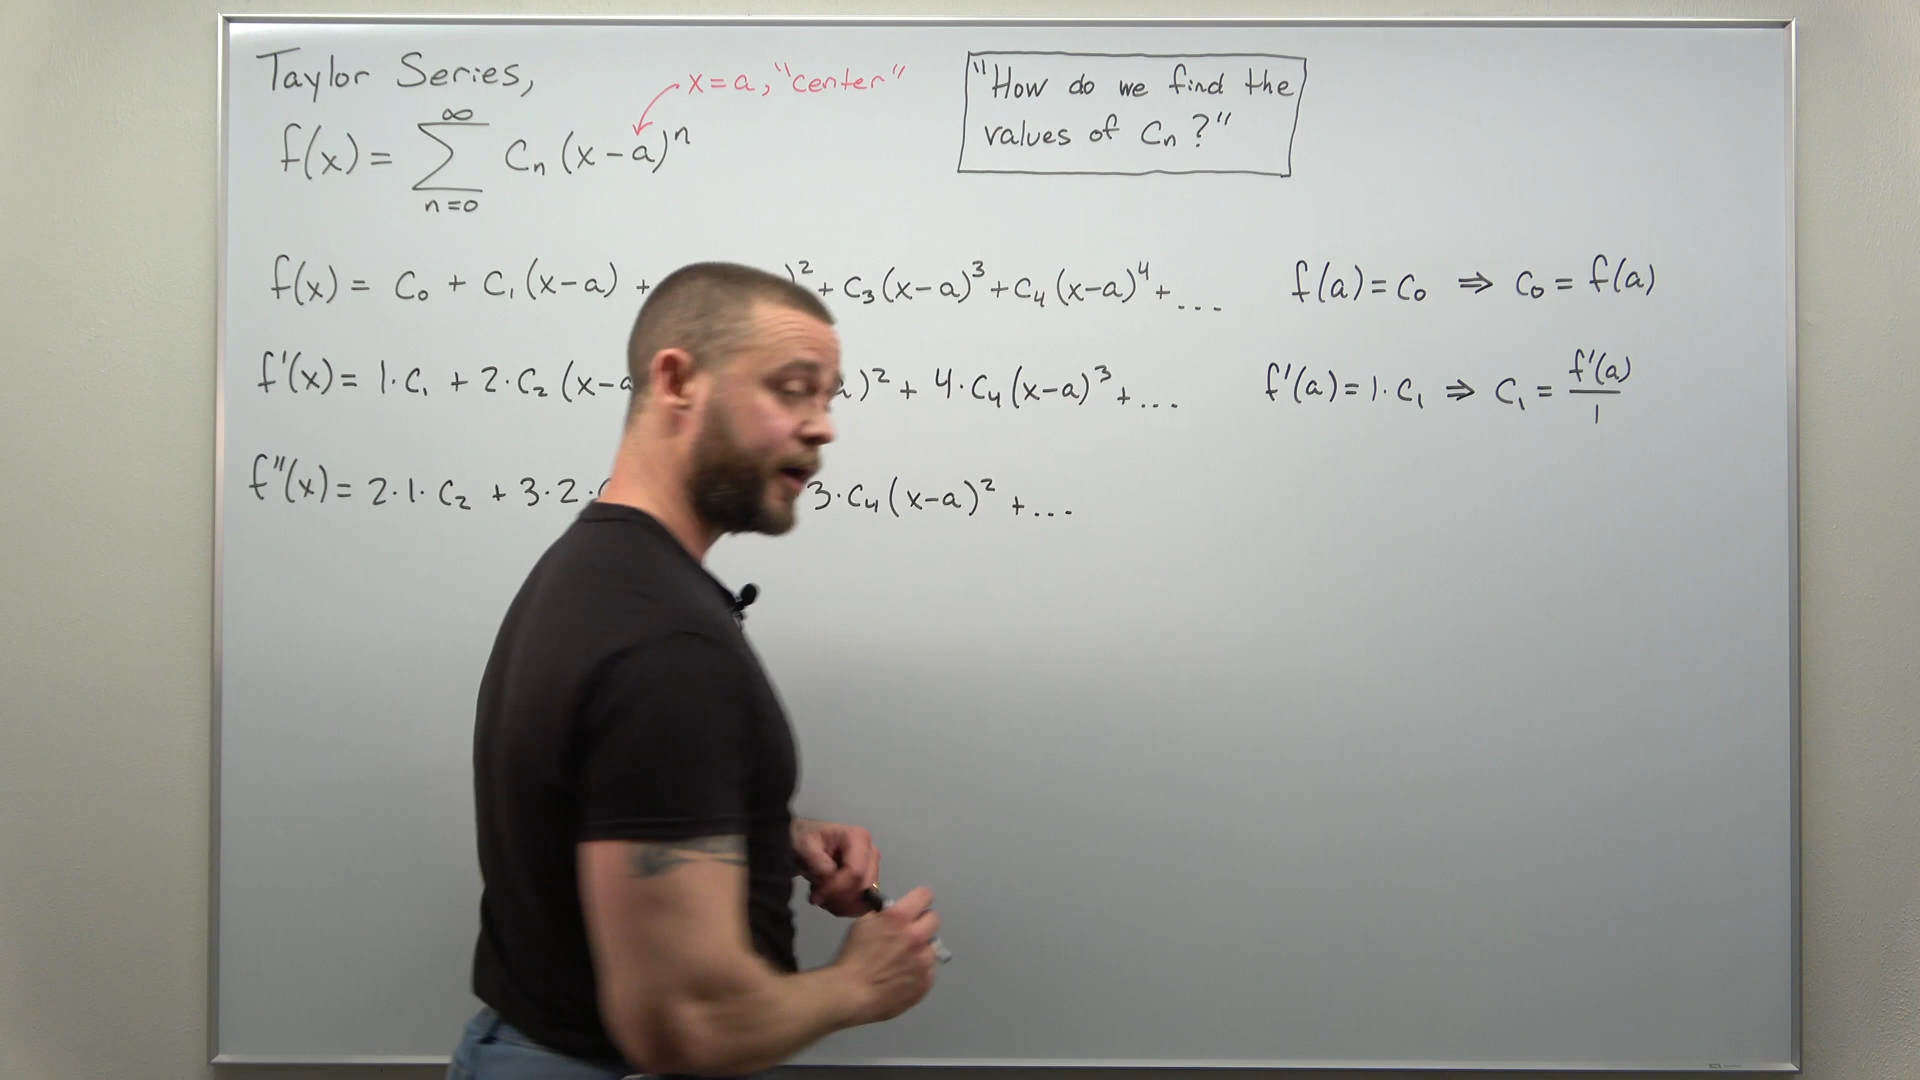 Taylor Series,
x=a, "center"
f(x) = ∑_{n=0}^{∞} Cₙ (x-a)ⁿ
"How do we find the
values of Cₙ?"
f(x) = C₀ + C₁(x-a) + )² + C₃(x-a)³ + C₄(x-a)⁴ + ...
f(a) = C₀ ⇒ C₀ = f(a)
f'(x) = 1·C₁ + 2·C₂(x-a )² + 4·C₄(x-a)³ + ...
f'(a) = 1·C₁ ⇒ C₁ = f'(a)/1
f''(x) = 2·1·C₂ + 3·2· 3·C₄(x-a)² + ...